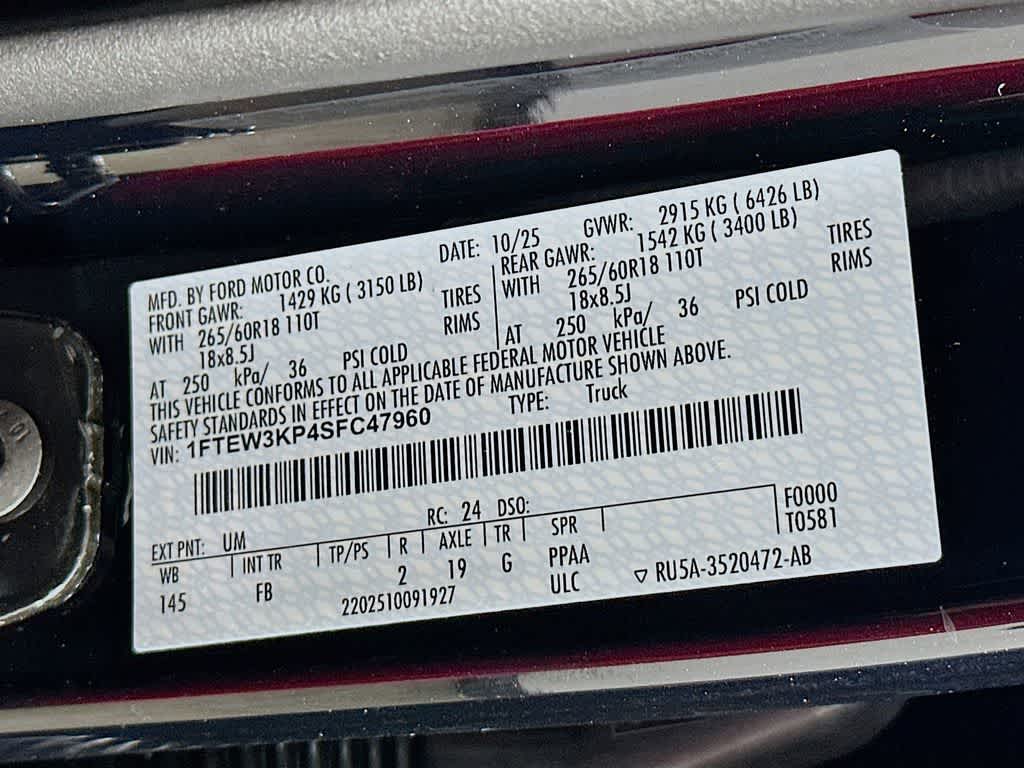 MFD. BY FORD MOTOR CO.
DATE: 10/25 GVWR: 2915 KG ( 6426 LB)
FRONT GAWR: 1429 KG ( 3150 LB)
WITH 265/60R18 110T TIRES
18x8.5J RIMS
AT 250 kPa/ 36 PSI COLD
REAR GAWR: 1542 KG ( 3400 LB)
WITH 265/60R18 110T TIRES
18x8.5J RIMS
AT 250 kPa/ 36 PSI COLD
THIS VEHICLE CONFORMS TO ALL APPLICABLE FEDERAL MOTOR VEHICLE
SAFETY STANDARDS IN EFFECT ON THE DATE OF MANUFACTURE SHOWN ABOVE.
VIN: 1FTEW3KP4SFC47960 TYPE: Truck
EXT PNT: UM RC: 24 DSO: F0000
WB INT TR TP/PS R AXLE TR SPR T0581
145 FB 2 19 G PPAA
2202510091927 ULC RU5A-3520472-AB